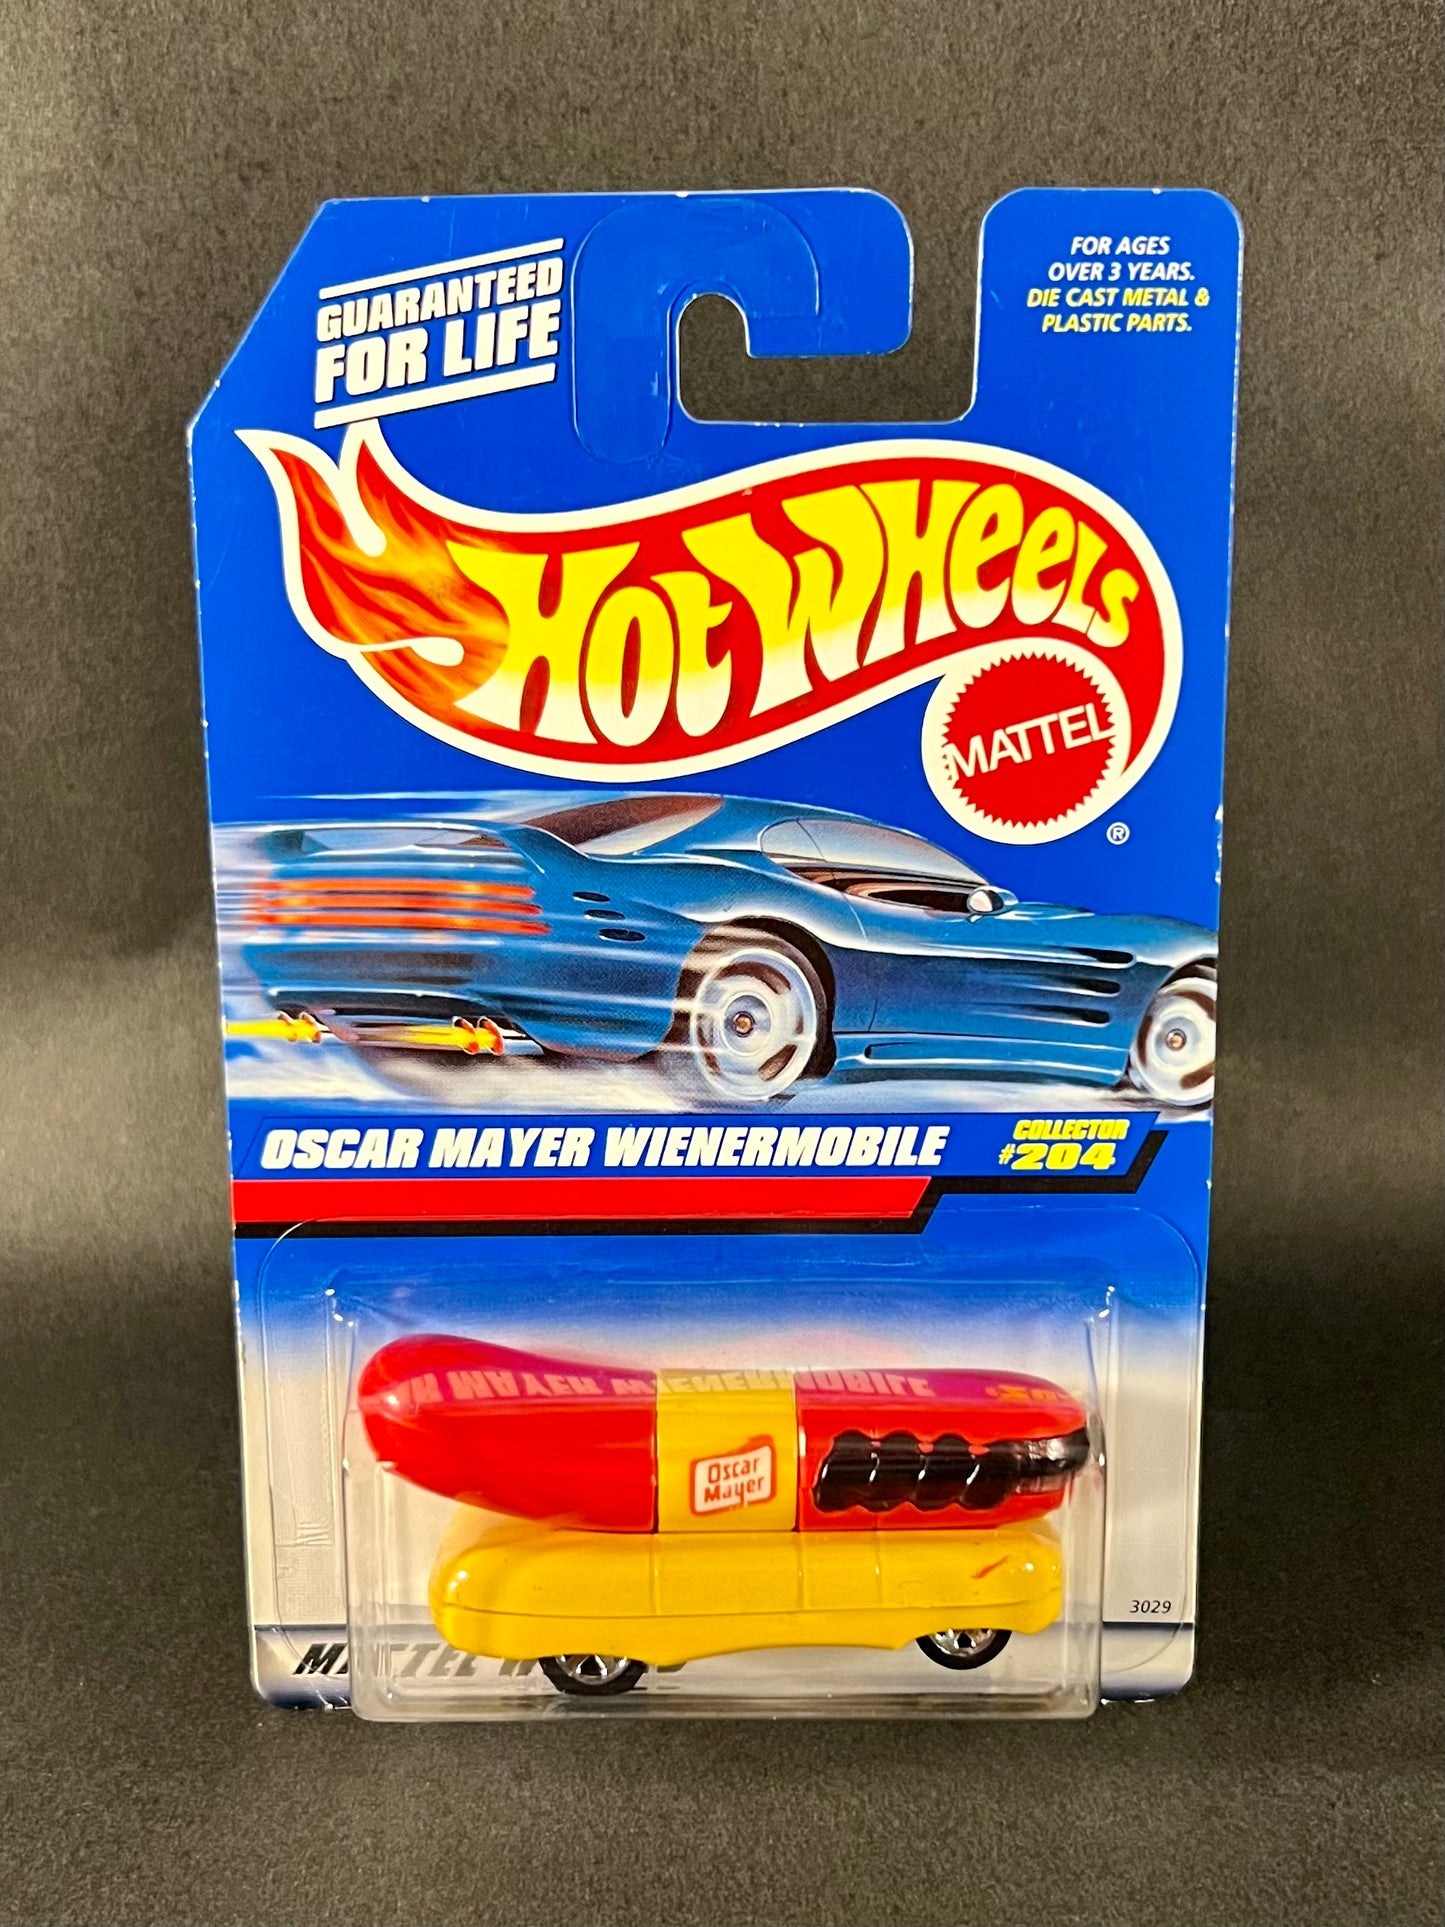 GUARANTEED
FOR LIFE
FOR AGES
OVER 3 YEARS.
DIE CAST METAL &
PLASTIC PARTS.
HOT WHEELS
MATTEL
®
OSCAR MAYER WIENERMOBILE
COLLECTOR
#204
Oscar
Mayer
3029
MATTEL